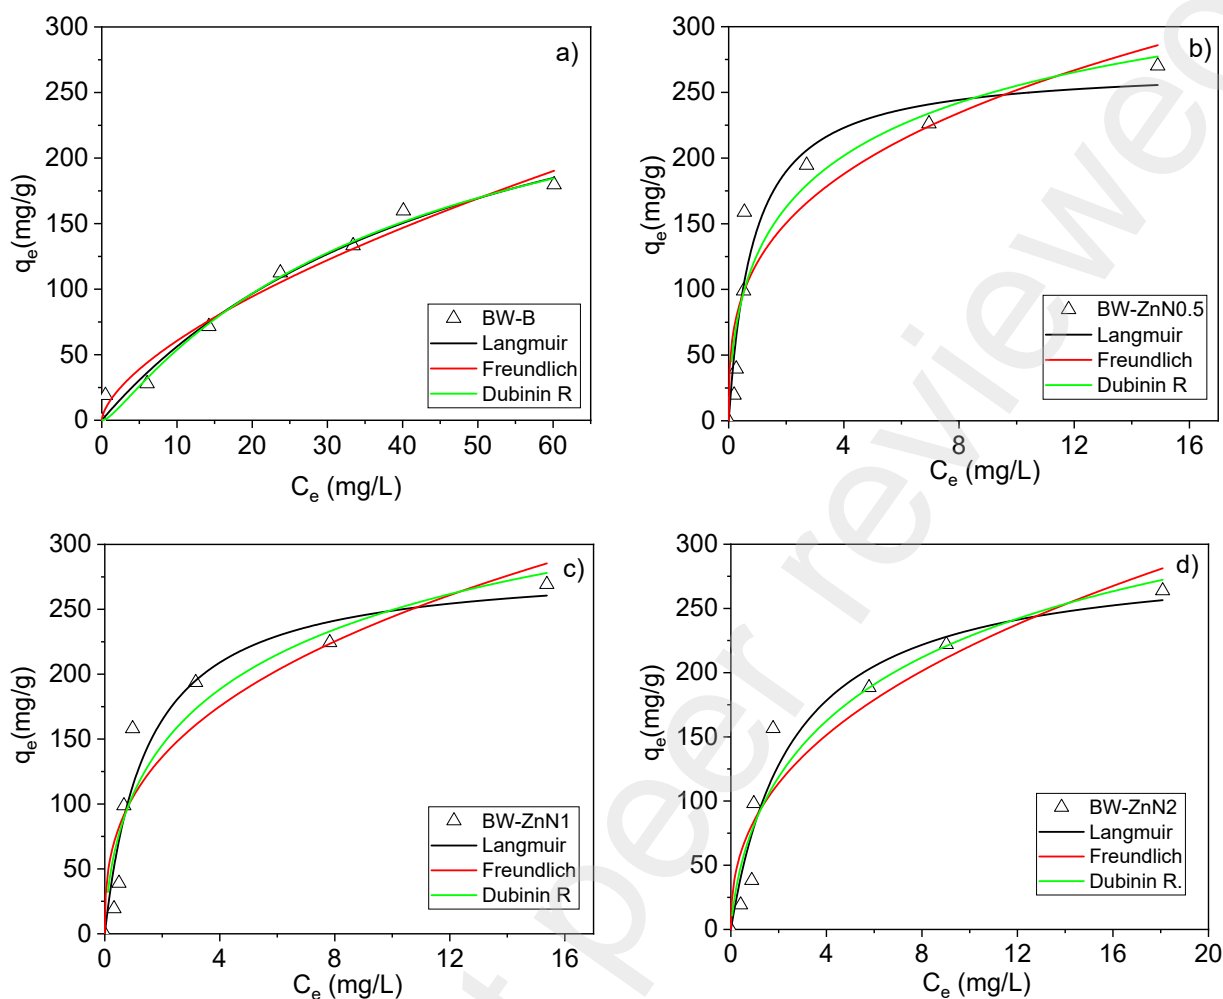 300
250
200
150
100
50
0
qe(mg/g)
a)
BW-B
Langmuir
Freundlich
Dubinin R
0 10 20 30 40 50 60
Ce (mg/L)
300
250
200
150
100
50
0
qe(mg/g)
b)
BW-ZnN0.5
Langmuir
Freundlich
Dubinin R
0 4 8 12 16
Ce (mg/L)
300
250
200
150
100
50
0
qe(mg/g)
c)
BW-ZnN1
Langmuir
Freundlich
Dubinin R
0 4 8 12 16
Ce (mg/L)
300
250
200
150
100
50
0
qe(mg/g)
d)
BW-ZnN2
Langmuir
Freundlich
Dubinin R.
0 4 8 12 16 20
Ce (mg/L)
peer reviewed